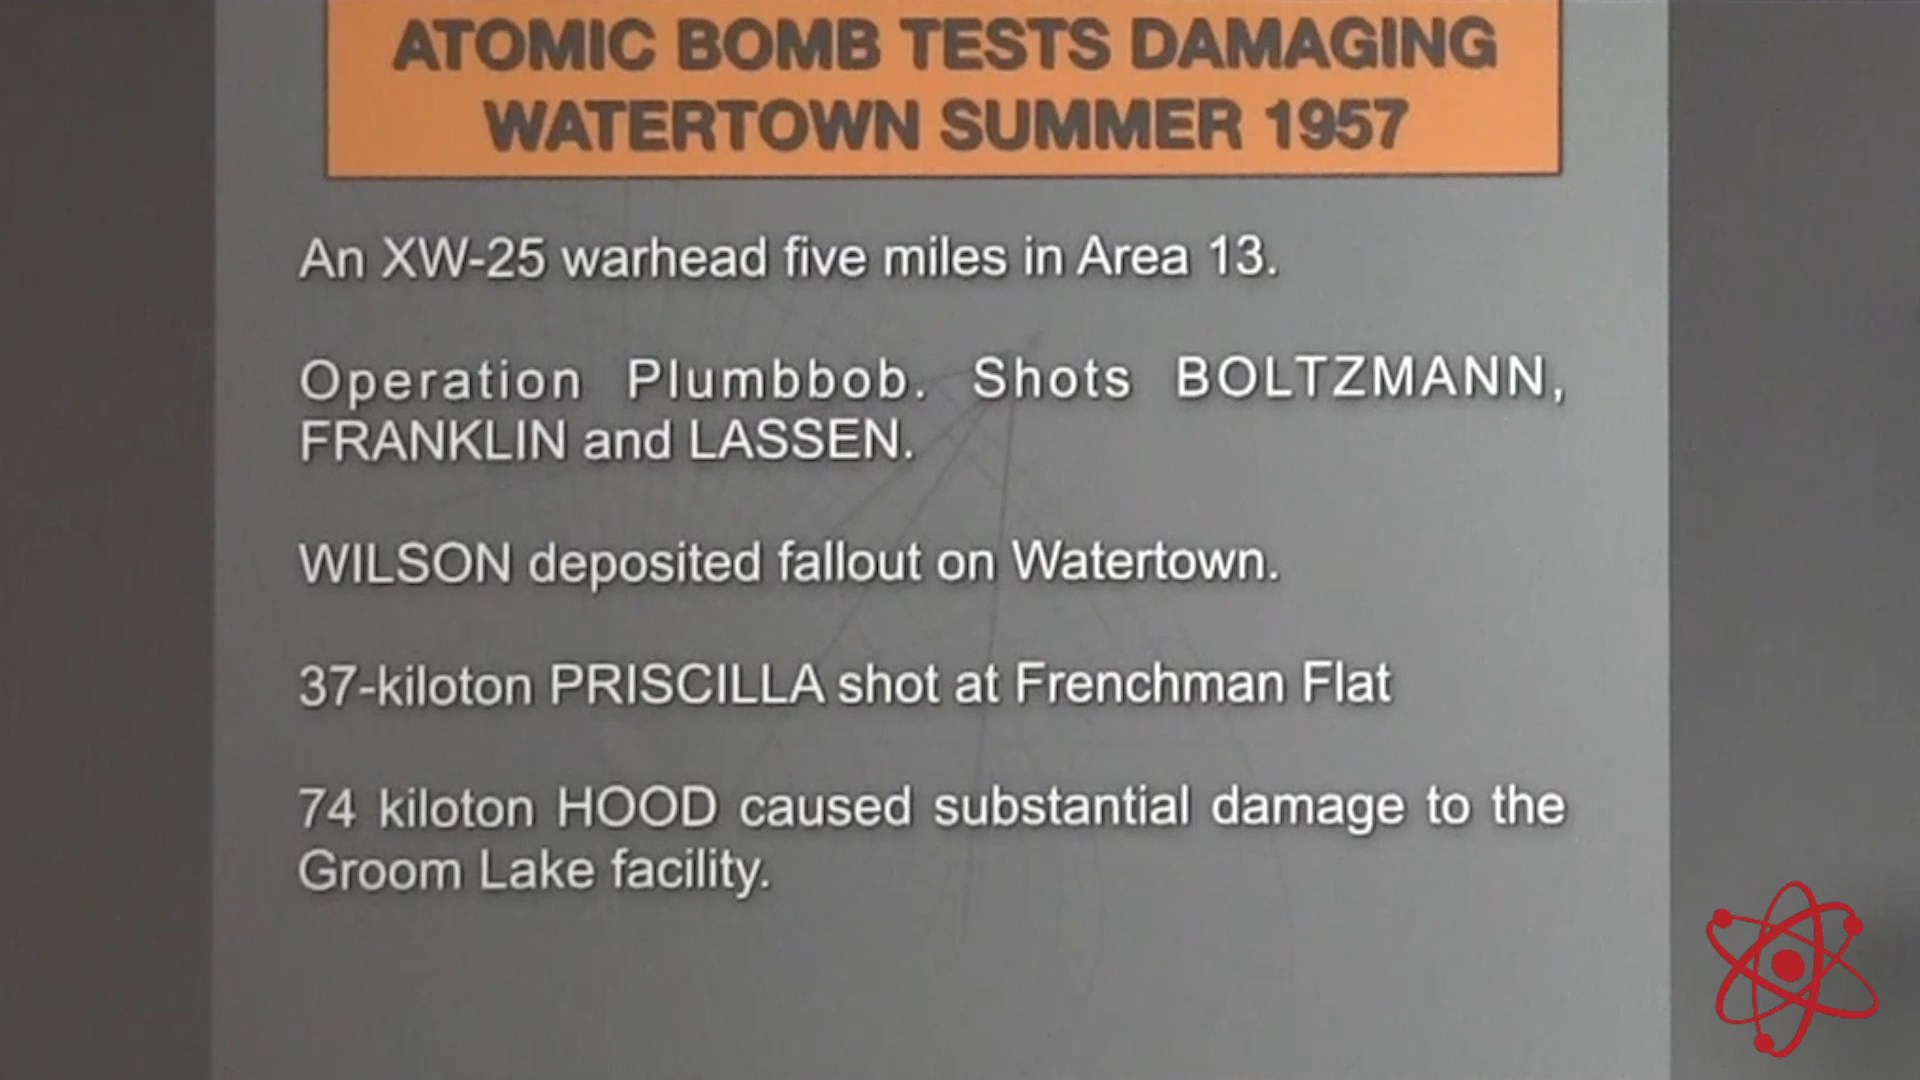 ATOMIC BOMB TESTS DAMAGING
WATERTOWN SUMMER 1957
An XW-25 warhead five miles in Area 13.
Operation Plumbbob. Shots BOLTZMANN,
FRANKLIN and LASSEN.
WILSON deposited fallout on Watertown.
37-kiloton PRISCILLA shot at Frenchman Flat
74 kiloton HOOD caused substantial damage to the
Groom Lake facility.